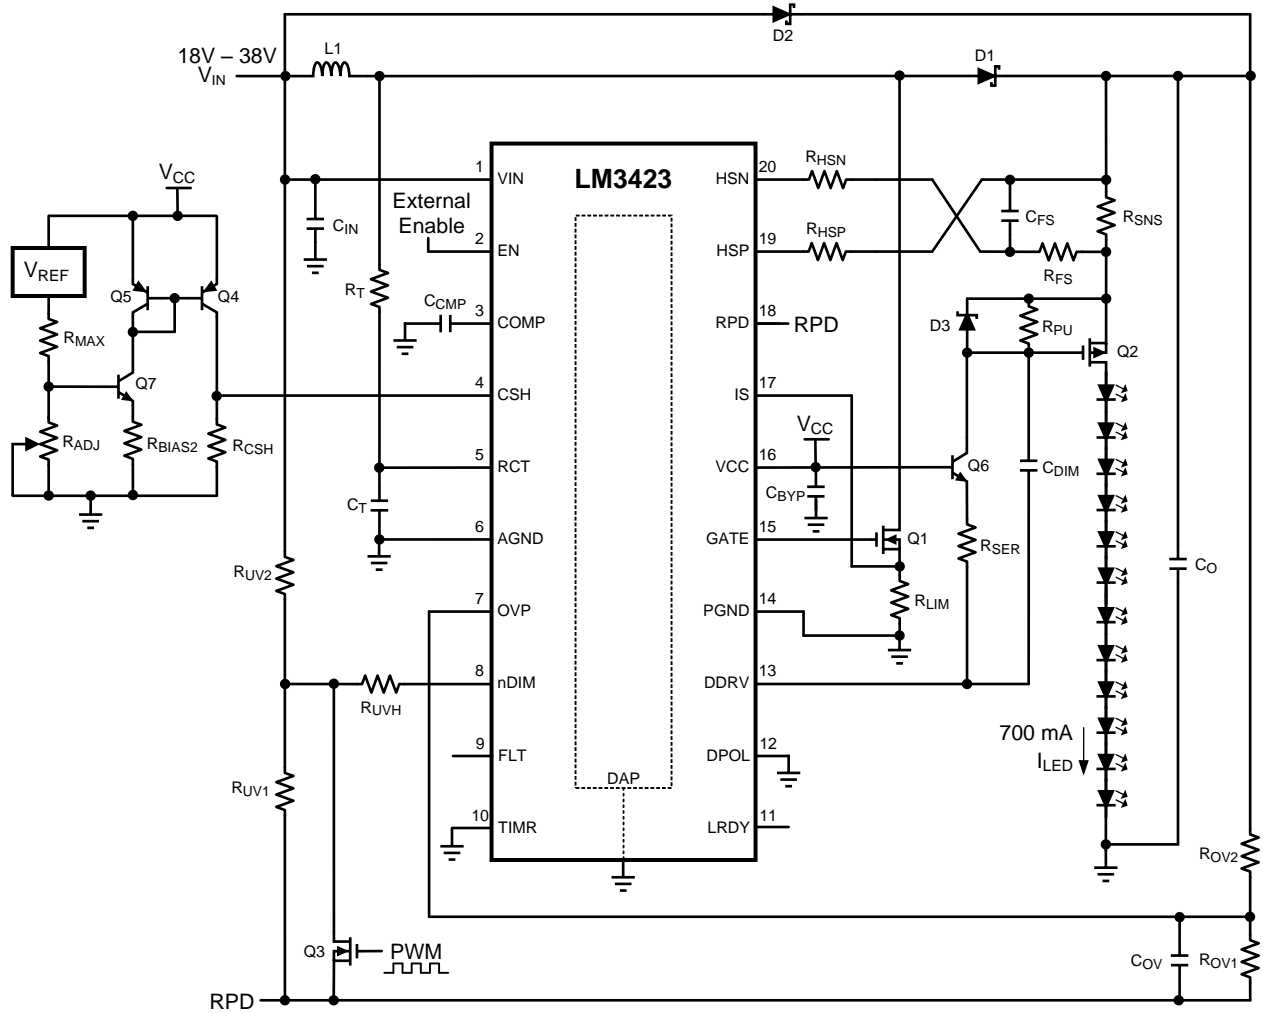 D2
18V – 38V
VIN
L1
D1
LM3423
VCC
VREF
Q5
Q4
RMAX
Q7
RADJ
RBIAS2
RCSH
CIN
External
Enable
RT
CCMP
CT
1 VIN
2 EN
3 COMP
4 CSH
5 RCT
6 AGND
7 OVP
8 nDIM
9 FLT
10 TIMR
DAP
HSN 20
HSP 19
RPD 18 RPD
IS 17
VCC 16
GATE 15
PGND 14
DDRV 13
DPOL 12
LRDY 11
RHSN
RHSP
CFS
RSNS
RFS
D3
RPU
Q2
VCC
CBYP
Q6
CDIM
Q1
RSER
RLIM
CO
RUV2
RUVH
RUV1
700 mA
ILED
ROV2
Q3
PWM
COV
ROV1
RPD